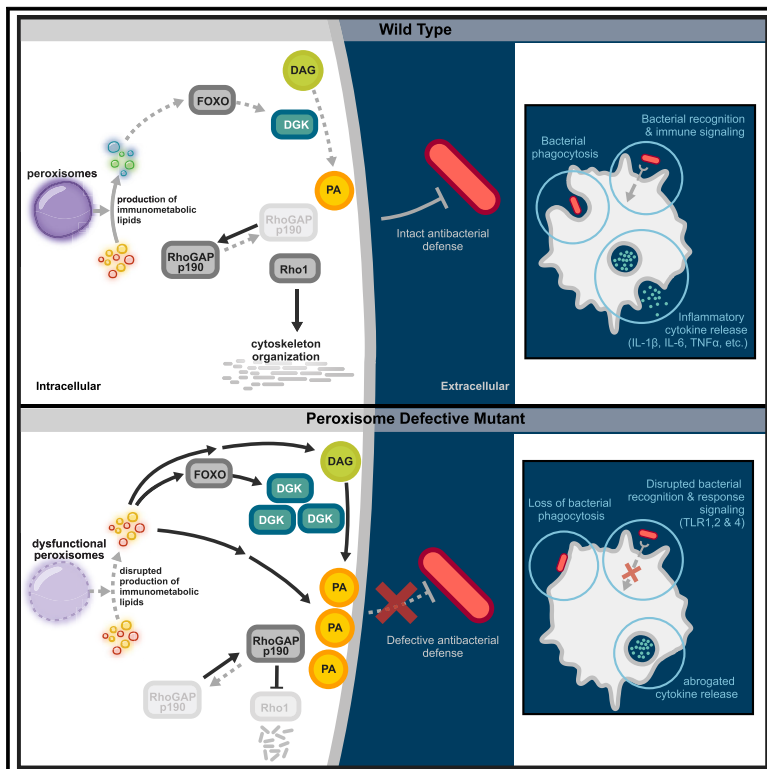 Wild Type
DAG
FOXO
DGK
peroxisomes
PA
production of
immunometabolic
lipids
RhoGAP
p190
RhoGAP
p190
Rho1
cytoskeleton
organization
Intracellular
Intact antibacterial
defense
Extracellular
Bacterial recognition
& immune signaling
Bacterial
phagocytosis
Inflammatory
cytokine release
(IL-1β, IL-6, TNFα, etc.)
Peroxisome Defective Mutant
DAG
FOXO
DGK
DGK
DGK
dysfunctional
peroxisomes
disrupted
production of
immunometabolic
lipids
PA
PA
PA
RhoGAP
p190
RhoGAP
p190
Rho1
Defective antibacterial
defense
Disrupted bacterial
recognition & response
signaling
(TLR1,2 & 4)
Loss of bacterial
phagocytosis
abrogated
cytokine release